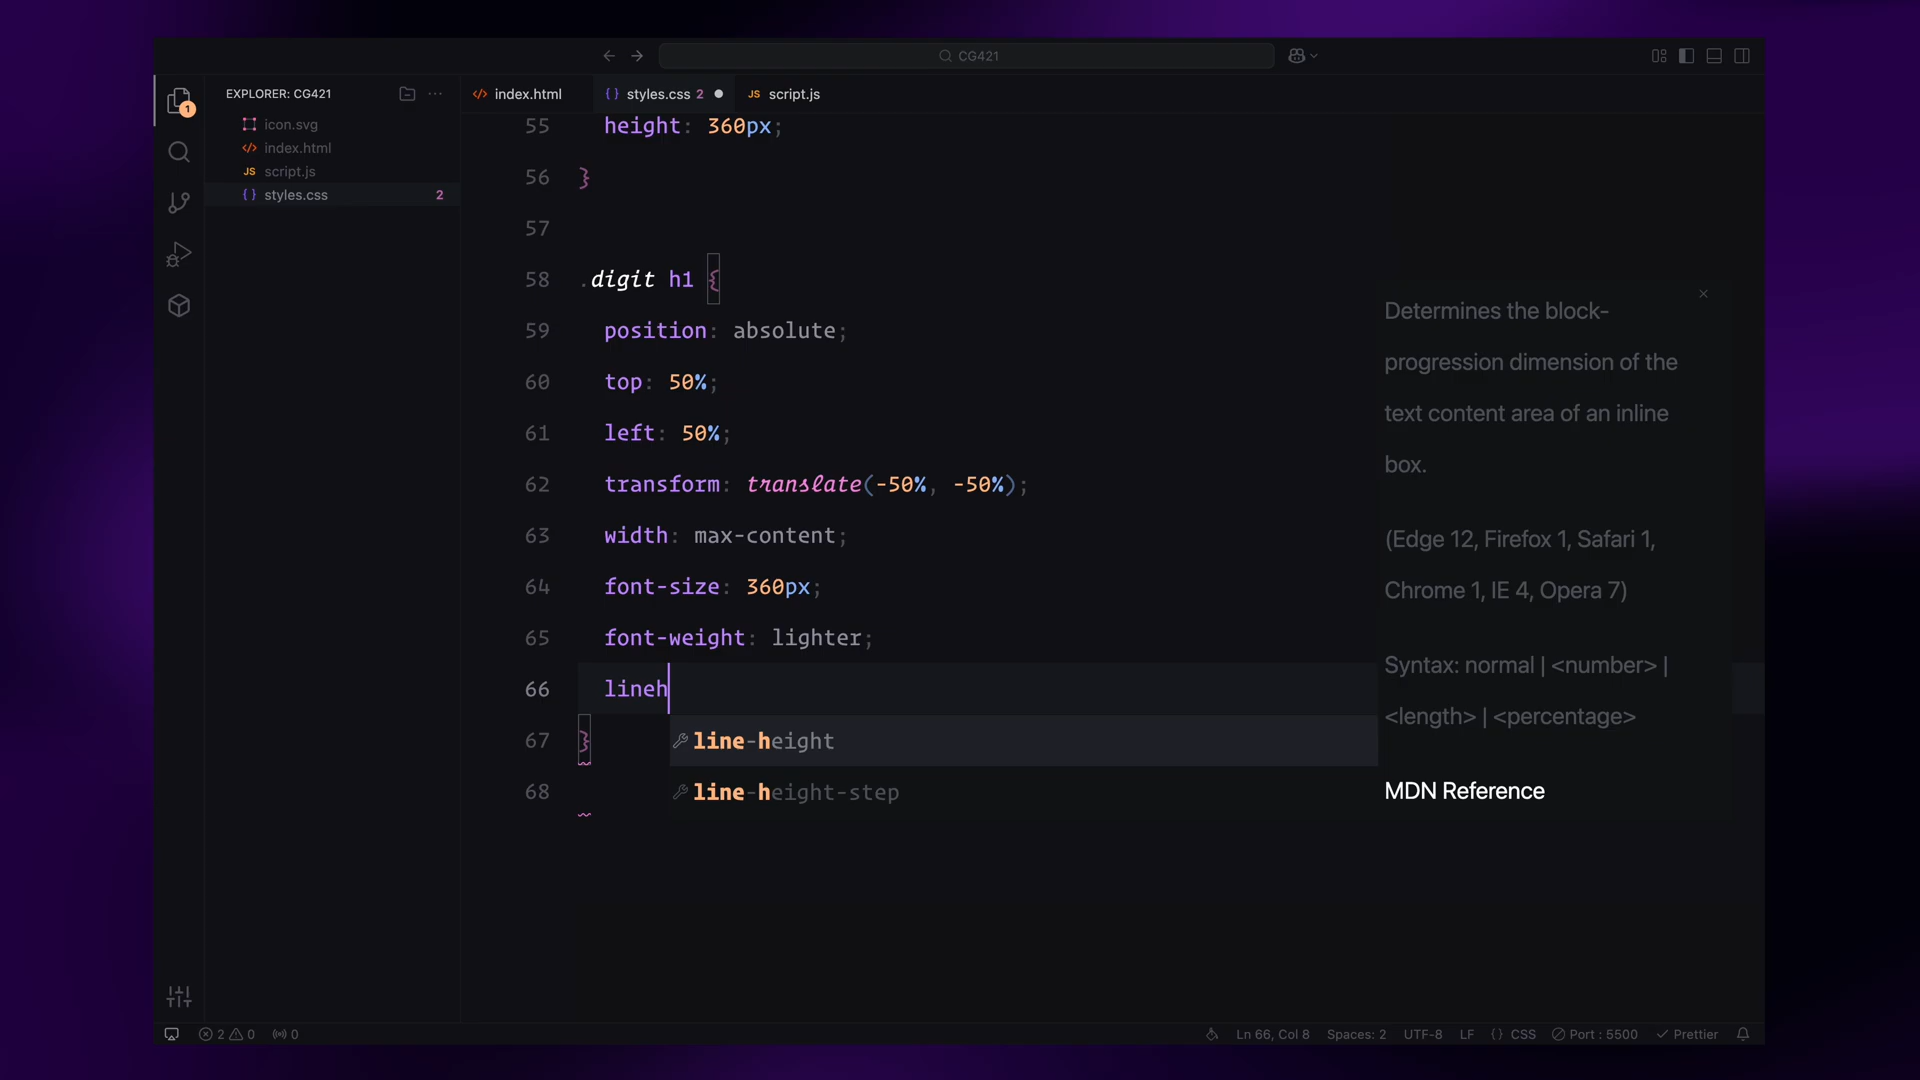 CG421
EXPLORER: CG421
1
icon.svg
index.html
JS script.js
styles.css 2
index.html
{ } styles.css 2
JS script.js
55 height: 360px;
56 }
57
58 .digit h1 {
59 position: absolute;
60 top: 50%;
61 left: 50%;
62 transform: translate(-50%, -50%);
63 width: max-content;
64 font-size: 360px;
65 font-weight: lighter;
66 lineh
67 }
68
line-height
line-height-step
Determines the block-
progression dimension of the
text content area of an inline
box.
(Edge 12, Firefox 1, Safari 1,
Chrome 1, IE 4, Opera 7)
Syntax: normal | <number> |
<length> | <percentage>
MDN Reference
2 0 0
Ln 66, Col 8 Spaces: 2 UTF-8 LF { } CSS Port : 5500 Prettier